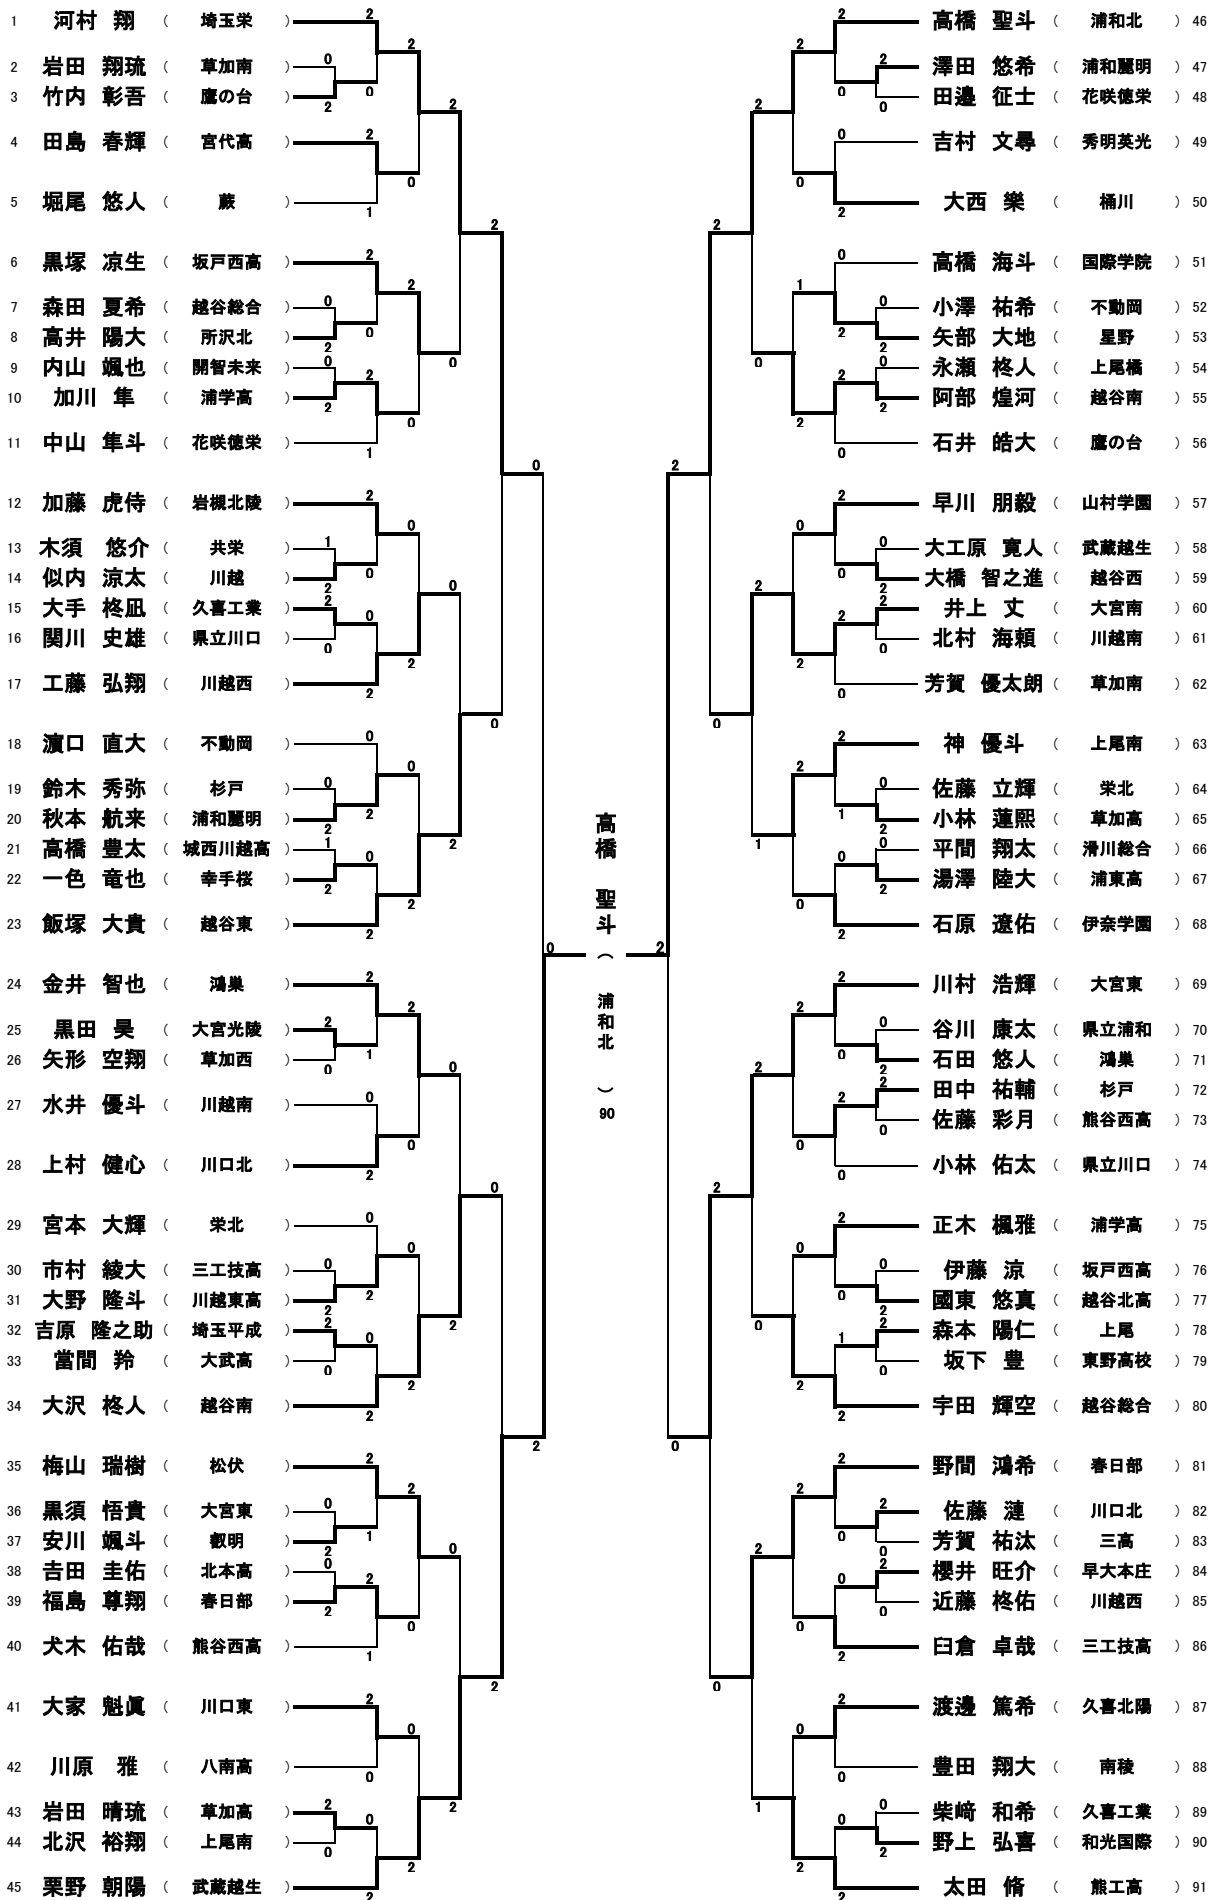 1 河村 翔 （ 埼玉栄 ）
2 岩田 翔琉 （ 草加南 ）
3 竹内 彰吾 （ 鷹の台 ）
4 田島 春輝 （ 宮代高 ）
5 堀尾 悠人 （ 蕨 ）
6 黒塚 凉生 （ 坂戸西高 ）
7 森田 夏希 （ 越谷総合 ）
8 高井 陽大 （ 所沢北 ）
9 内山 颯也 （ 開智未来 ）
10 加川 隼 （ 浦学高 ）
11 中山 隼斗 （ 花咲徳栄 ）
12 加藤 虎侍 （ 岩槻北陵 ）
13 木須 悠介 （ 共栄 ）
14 似内 涼太 （ 川越 ）
15 大手 柊凪 （ 久喜工業 ）
16 関川 史雄 （ 県立川口 ）
17 工藤 弘翔 （ 川越西 ）
18 濵口 直大 （ 不動岡 ）
19 鈴木 秀弥 （ 杉戸 ）
20 秋本 航来 （ 浦和麗明 ）
21 高橋 豊太 （ 城西川越高 ）
22 一色 竜也 （ 幸手桜 ）
23 飯塚 大貴 （ 越谷東 ）
24 金井 智也 （ 鴻巣 ）
25 黒田 昊 （ 大宮光陵 ）
26 矢形 空翔 （ 草加西 ）
27 水井 優斗 （ 川越南 ）
28 上村 健心 （ 川口北 ）
29 宮本 大輝 （ 栄北 ）
30 市村 綾大 （ 三工技高 ）
31 大野 隆斗 （ 川越東高 ）
32 吉原 隆之助 （ 埼玉平成 ）
33 當間 羚 （ 大武高 ）
34 大沢 柊人 （ 越谷南 ）
35 梅山 瑞樹 （ 松伏 ）
36 黒須 悟貴 （ 大宮東 ）
37 安川 颯斗 （ 叡明 ）
38 吉田 圭佑 （ 北本高 ）
39 福島 尊翔 （ 春日部 ）
40 犬木 佑哉 （ 熊谷西高 ）
41 大家 魁眞 （ 川口東 ）
42 川原 雅 （ 八南高 ）
43 岩田 晴琉 （ 草加高 ）
44 北沢 裕翔 （ 上尾南 ）
45 栗野 朝陽 （ 武蔵越生 ）
高橋 聖斗 （ 浦和北 ） 90
高橋 聖斗 （ 浦和北 ） 46
澤田 悠希 （ 浦和麗明 ） 47
田邉 征士 （ 花咲徳栄 ） 48
吉村 文尋 （ 秀明英光 ） 49
大西 樂 （ 桶川 ） 50
高橋 海斗 （ 国際学院 ） 51
小澤 祐希 （ 不動岡 ） 52
矢部 大地 （ 星野 ） 53
永瀬 柊人 （ 上尾橘 ） 54
阿部 煌河 （ 越谷南 ） 55
石井 皓大 （ 鷹の台 ） 56
早川 朋毅 （ 山村学園 ） 57
大工原 寛人 （ 武蔵越生 ） 58
大橋 智之進 （ 越谷西 ） 59
井上 丈 （ 大宮南 ） 60
北村 海頼 （ 川越南 ） 61
芳賀 優太朗 （ 草加南 ） 62
神 優斗 （ 上尾南 ） 63
佐藤 立輝 （ 栄北 ） 64
小林 蓮熙 （ 草加高 ） 65
平間 翔太 （ 滑川総合 ） 66
湯澤 陸大 （ 浦東高 ） 67
石原 遼佑 （ 伊奈学園 ） 68
川村 浩輝 （ 大宮東 ） 69
谷川 康太 （ 県立浦和 ） 70
石田 悠人 （ 鴻巣 ） 71
田中 祐輔 （ 杉戸 ） 72
佐藤 彩月 （ 熊谷西高 ） 73
小林 佑太 （ 県立川口 ） 74
正木 楓雅 （ 浦学高 ） 75
伊藤 涼 （ 坂戸西高 ） 76
國東 悠真 （ 越谷北高 ） 77
森本 陽仁 （ 上尾 ） 78
坂下 豊 （ 東野高校 ） 79
宇田 輝空 （ 越谷総合 ） 80
野間 鴻希 （ 春日部 ） 81
佐藤 漣 （ 川口北 ） 82
芳賀 祐汰 （ 三高 ） 83
櫻井 旺介 （ 早大本庄 ） 84
近藤 柊佑 （ 川越西 ） 85
臼倉 卓哉 （ 三工技高 ） 86
渡邊 篤希 （ 久喜北陽 ） 87
豊田 翔大 （ 南稜 ） 88
柴﨑 和希 （ 久喜工業 ） 89
野上 弘喜 （ 和光国際 ） 90
太田 脩 （ 熊工高 ） 91